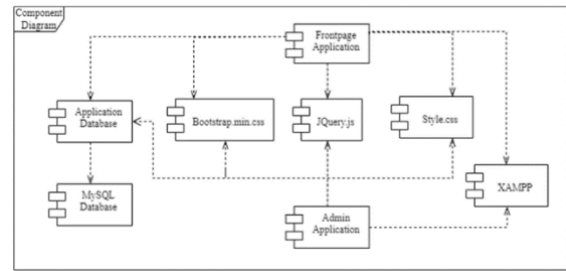 Component
Diagram
Frontpage
Application
Application
Database
Bootstrap.min.css
JQuery.js
Style.css
MySQL
Database
Admin
Application
XAMPP